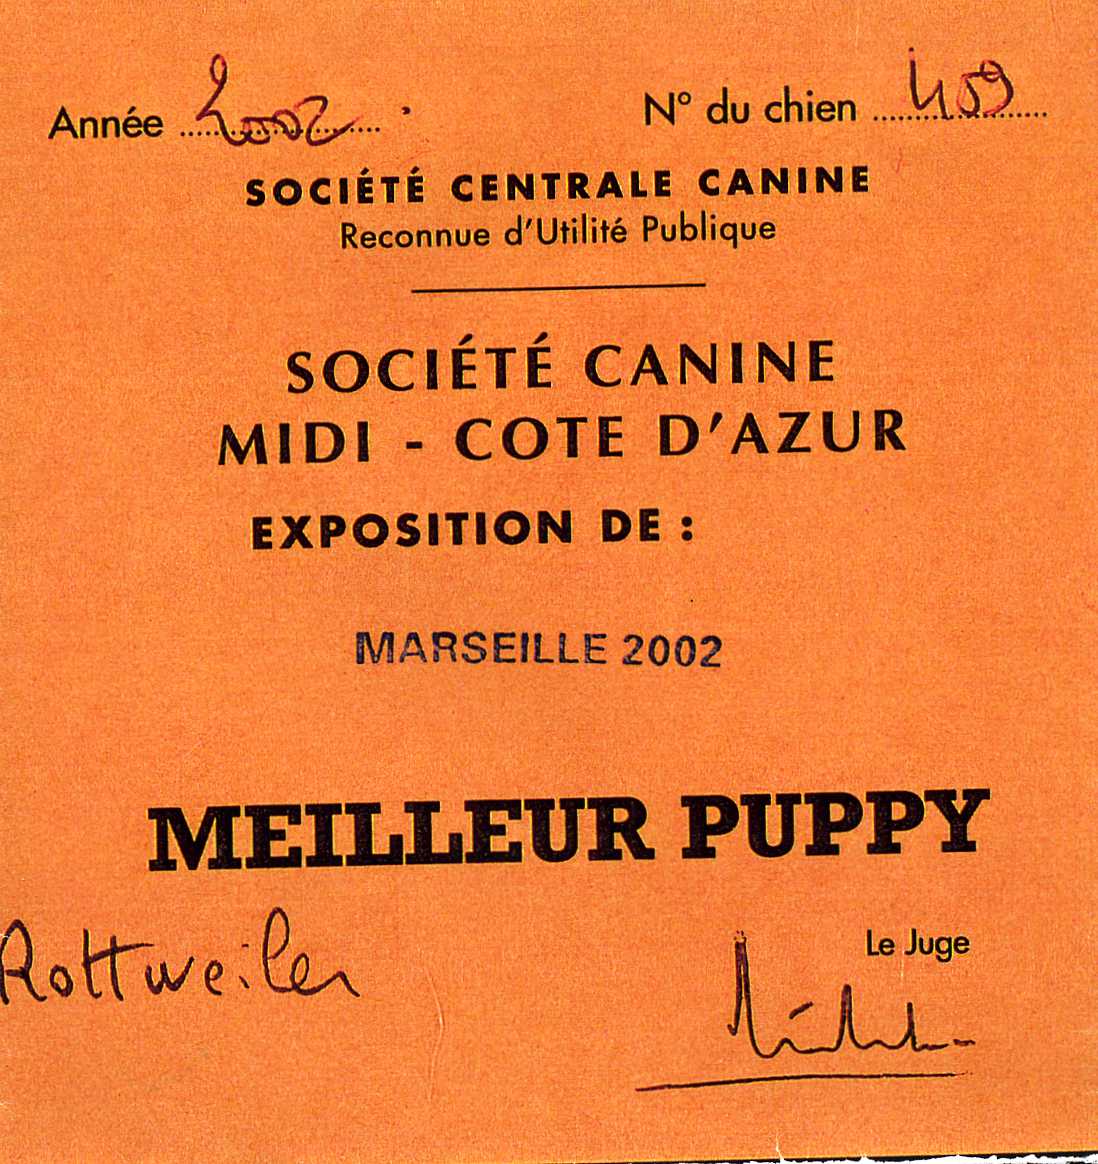 Année 2002 N° du chien 459
SOCIÉTÉ CENTRALE CANINE
Reconnue d'Utilité Publique
SOCIÉTÉ CANINE
MIDI - COTE D'AZUR
EXPOSITION DE :
MARSEILLE 2002
MEILLEUR PUPPY
Rottweiler
Le Juge